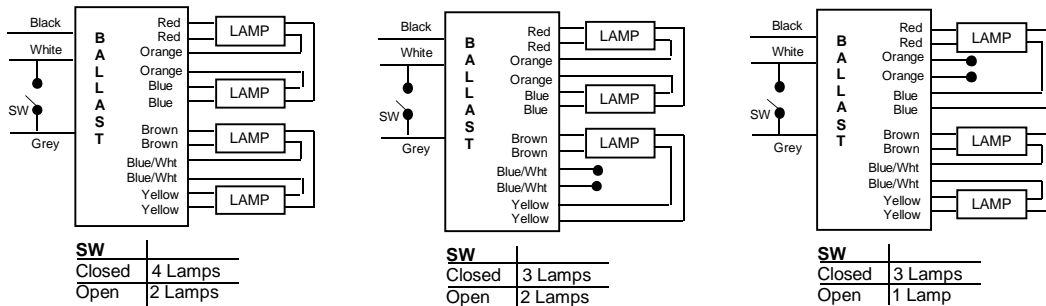 Black
White
SW
Grey
BALLAST
Red
Red
Orange
Orange
Blue
Blue
Brown
Brown
Blue/Wht
Blue/Wht
Yellow
Yellow
LAMP
LAMP
LAMP
LAMP
SW
Closed 4 Lamps
Open 2 Lamps
Black
White
SW
Grey
BALLAST
Red
Red
Orange
Orange
Blue
Blue
Brown
Brown
Blue/Wht
Blue/Wht
Yellow
Yellow
LAMP
LAMP
LAMP
SW
Closed 3 Lamps
Open 2 Lamps
Black
White
SW
Grey
BALLAST
Red
Red
Orange
Orange
Blue
Blue
Brown
Brown
Blue/Wht
Blue/Wht
Yellow
Yellow
LAMP
LAMP
LAMP
SW
Closed 3 Lamps
Open 1 Lamp